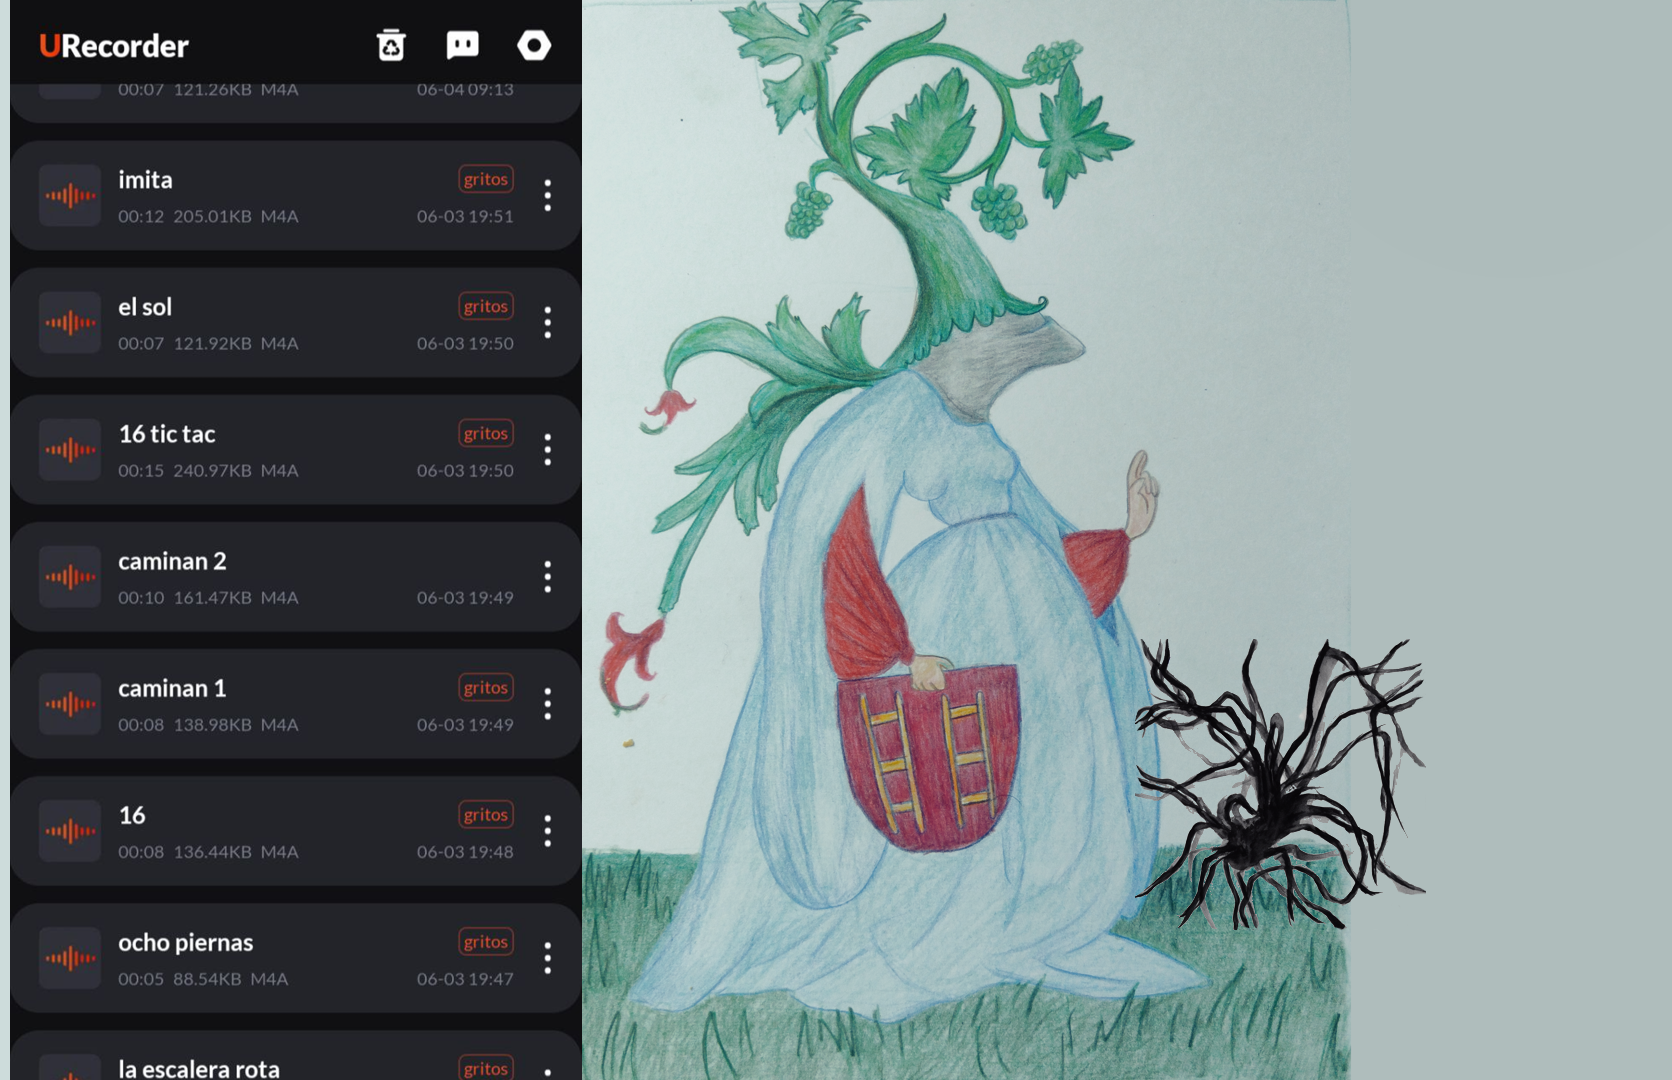 URecorder
00:07 121.26KB M4A 06-04 09:13
imita gritos
00:12 205.01KB M4A 06-03 19:51
el sol gritos
00:07 121.92KB M4A 06-03 19:50
16 tic tac gritos
00:15 240.97KB M4A 06-03 19:50
caminan 2
00:10 161.47KB M4A 06-03 19:49
caminan 1 gritos
00:08 138.98KB M4A 06-03 19:49
16 gritos
00:08 136.44KB M4A 06-03 19:48
ocho piernas gritos
00:05 88.54KB M4A 06-03 19:47
la escalera rota gritos